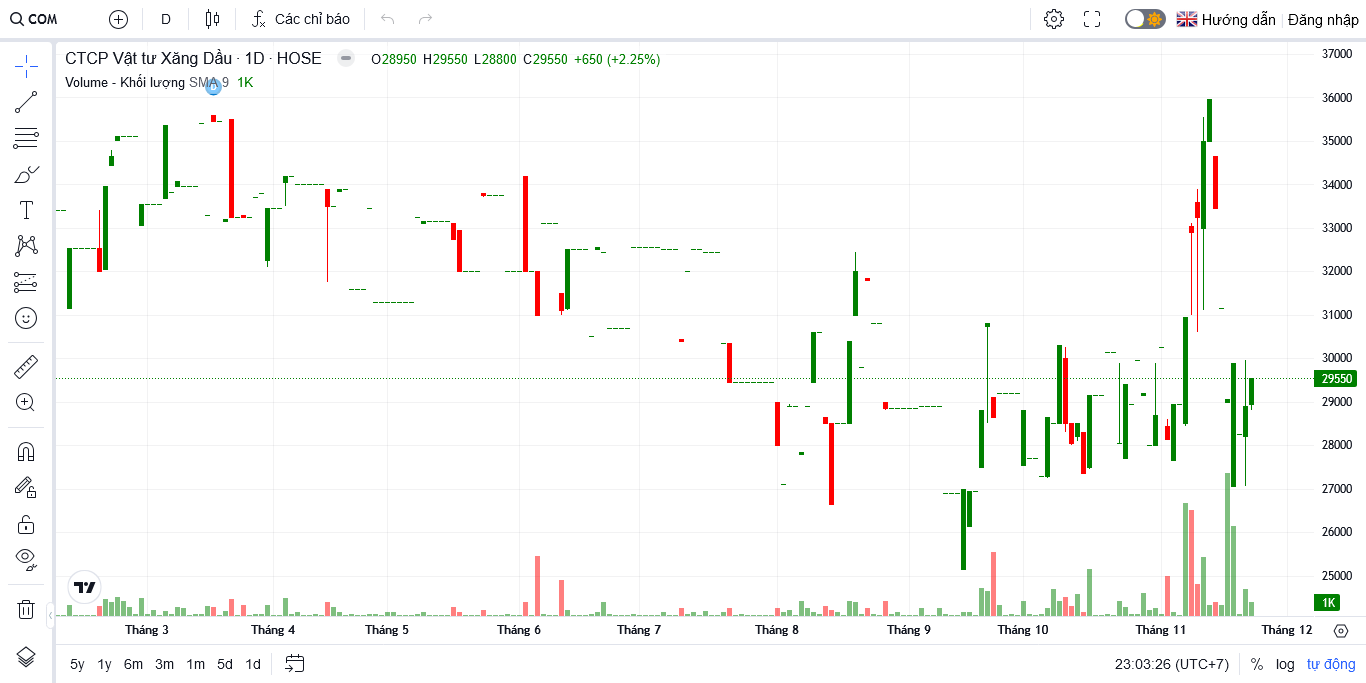 COM D Các chỉ báo Hướng dẫn Đăng nhập
CTCP Vật tư Xăng Dầu · 1D · HOSE O28950 H29550 L28800 C29550 +650 (+2.25%)
Volume - Khối lượng SMA 9 1K
37000
36000
35000
34000
33000
32000
31000
30000
29550
29000
28000
27000
26000
25000
1K
Tháng 3 Tháng 4 Tháng 5 Tháng 6 Tháng 7 Tháng 8 Tháng 9 Tháng 10 Tháng 11 Tháng 12
5y 1y 6m 3m 1m 5d 1d 23:03:26 (UTC+7) % log tự động